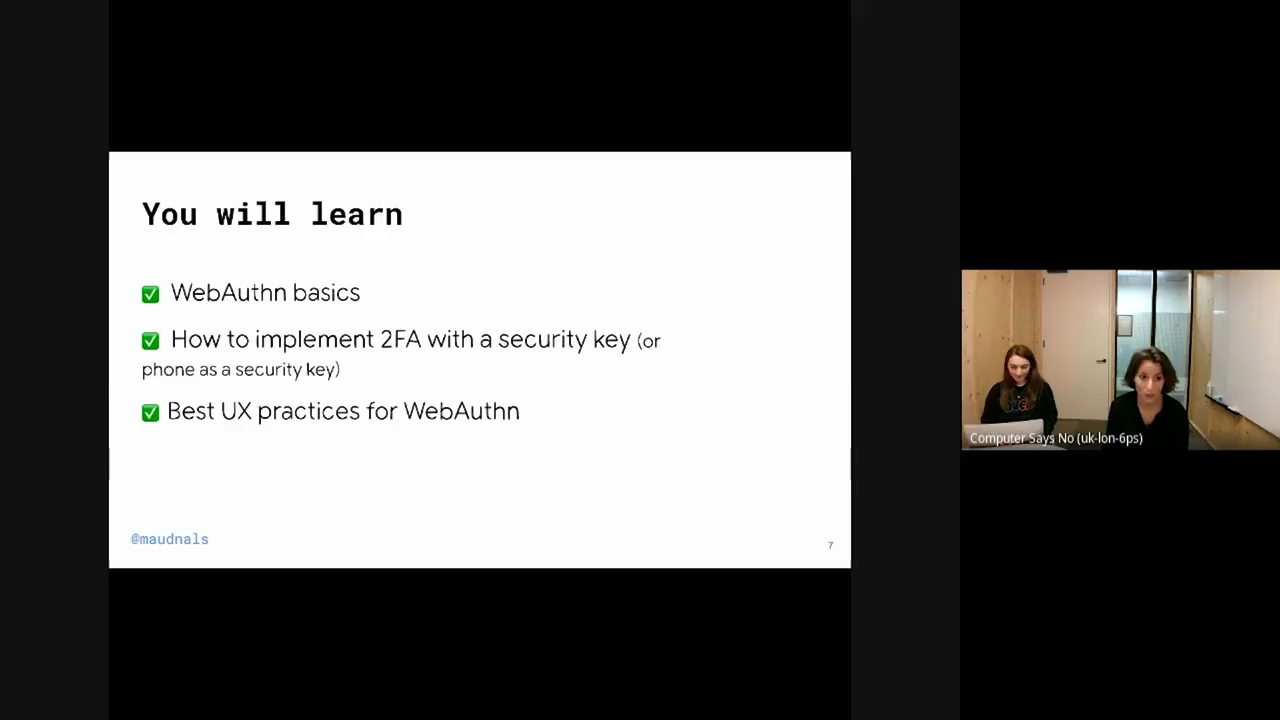 You will learn
✅ WebAuthn basics
✅ How to implement 2FA with a security key (or
phone as a security key)
✅ Best UX practices for WebAuthn
@maudnals
7
Computer Says No (uk-lon-6ps)